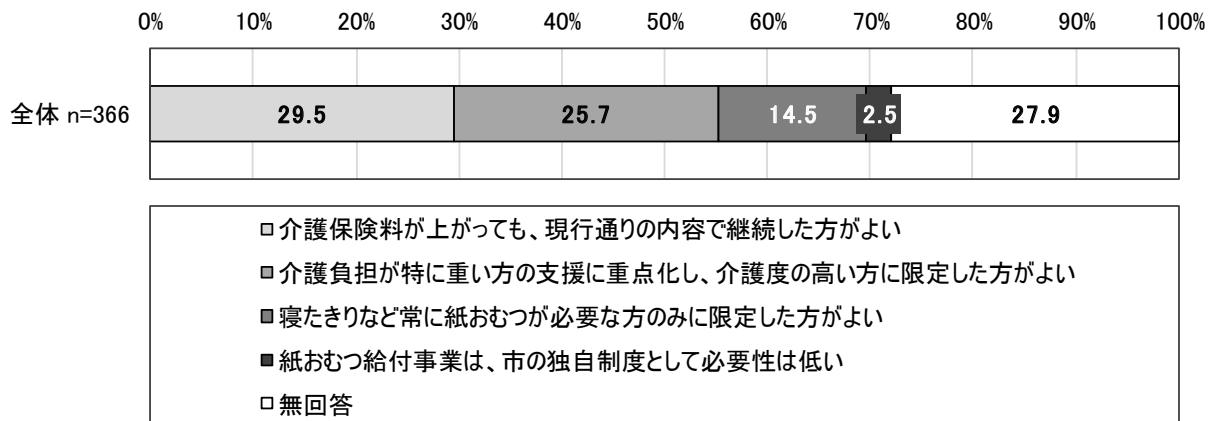 0% 10% 20% 30% 40% 50% 60% 70% 80% 90% 100%
全体 n=366 29.5 25.7 14.5 2.5 27.9
介護保険料が上がっても、現行通りの内容で継続した方がよい
介護負担が特に重い方の支援に重点化し、介護度の高い方に限定した方がよい
寝たきりなど常に紙おむつが必要な方のみに限定した方がよい
紙おむつ給付事業は、市の独自制度として必要性は低い
無回答